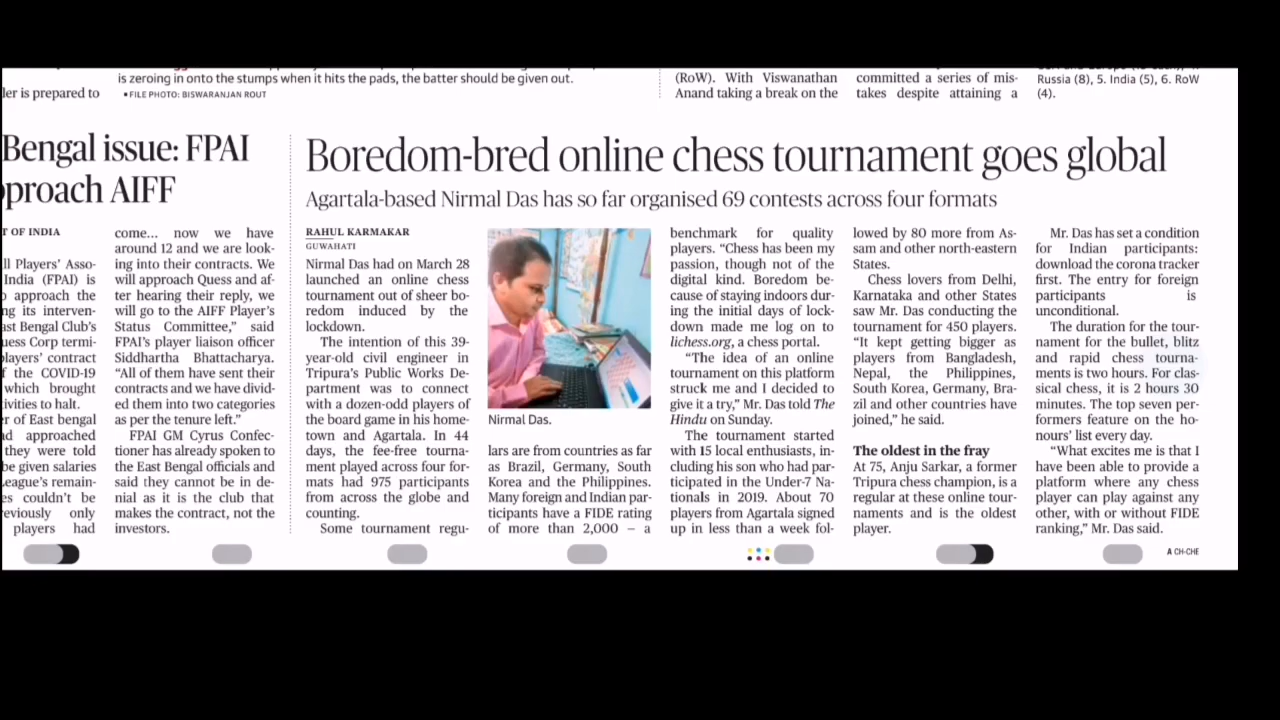 is zeroing in onto the stumps when it hits the pads, the batter should be given out.
•FILE PHOTO: BISWARANJAN ROUT
ler is prepared to
(RoW). With Viswanathan
Anand taking a break on the
committed a series of mis-
takes despite attaining a
Russia (8), 5. India (5), 6. RoW
(4).
Bengal issue: FPAI
proach AIFF
T OF INDIA
ll Players’ Asso-
India (FPAI) is
approach the
ng its interven-
ast Bengal Club’s
uess Corp termi-
players’ contract
f the COVID-19
which brought
ivities to halt.
r of East bengal
ad approached
they were told
be given salaries
League’s remain-
es couldn’t be
reviously only
players had
come... now we have
around 12 and we are look-
ing into their contracts. We
will approach Quess and af-
ter hearing their reply, we
will go to the AIFF Player’s
Status Committee,” said
FPAI’s player liaison officer
Siddhartha Bhattacharya.
“All of them have sent their
contracts and we have divid-
ed them into two categories
as per the tenure left.”
FPAI GM Cyrus Confec-
tioner has already spoken to
the East Bengal officials and
said they cannot be in de-
nial as it is the club that
makes the contract, not the
investors.
Boredom-bred online chess tournament goes global
Agartala-based Nirmal Das has so far organised 69 contests across four formats
RAHUL KARMAKAR
GUWAHATI
Nirmal Das had on March 28
launched an online chess
tournament out of sheer bo-
redom induced by the
lockdown.
The intention of this 39-
year-old civil engineer in
Tripura’s Public Works De-
partment was to connect
with a dozen-odd players of
the board game in his home-
town and Agartala. In 44
days, the fee-free tourna-
ment played across four for-
mats had 975 participants
from across the globe and
counting.
Some tournament regu-
Nirmal Das.
lars are from countries as far
as Brazil, Germany, South
Korea and the Philippines.
Many foreign and Indian par-
ticipants have a FIDE rating
of more than 2,000 – a
benchmark for quality
players. “Chess has been my
passion, though not of the
digital kind. Boredom be-
cause of staying indoors dur-
ing the initial days of lock-
down made me log on to
lichess.org, a chess portal.
“The idea of an online
tournament on this platform
struck me and I decided to
give it a try,” Mr. Das told The
Hindu on Sunday.
The tournament started
with 15 local enthusiasts, in-
cluding his son who had par-
ticipated in the Under-7 Na-
tionals in 2019. About 70
players from Agartala signed
up in less than a week fol-
lowed by 80 more from As-
sam and other north-eastern
States.
Chess lovers from Delhi,
Karnataka and other States
saw Mr. Das conducting the
tournament for 450 players.
“It kept getting bigger as
players from Bangladesh,
Nepal, the Philippines,
South Korea, Germany, Bra-
zil and other countries have
joined,” he said.
The oldest in the fray
At 75, Anju Sarkar, a former
Tripura chess champion, is a
regular at these online tour-
naments and is the oldest
player.
Mr. Das has set a condition
for Indian participants:
download the corona tracker
first. The entry for foreign
participants is
unconditional.
The duration for the tour-
nament for the bullet, blitz
and rapid chess tourna-
ments is two hours. For clas-
sical chess, it is 2 hours 30
minutes. The top seven per-
formers feature on the ho-
nours’ list every day.
“What excites me is that I
have been able to provide a
platform where any chess
player can play against any
other, with or without FIDE
ranking,” Mr. Das said.
A CH-CHE